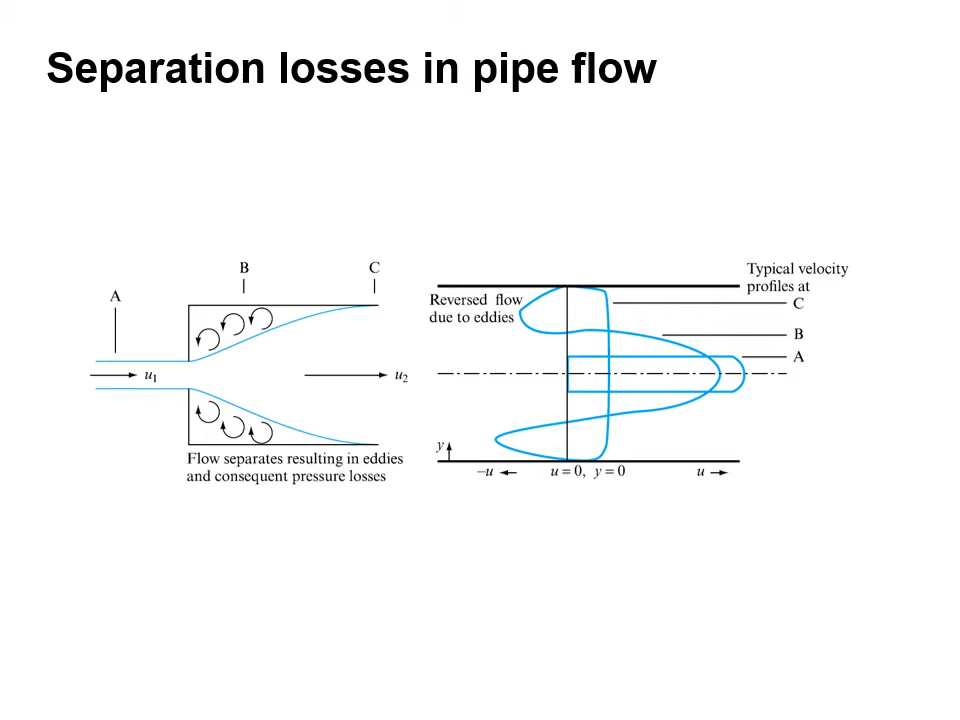 Separation losses in pipe flow
A
B
C
u1
u2
Flow separates resulting in eddies
and consequent pressure losses
Typical velocity
profiles at
C
B
A
Reversed flow
due to eddies
y
−u
u = 0, y = 0
u